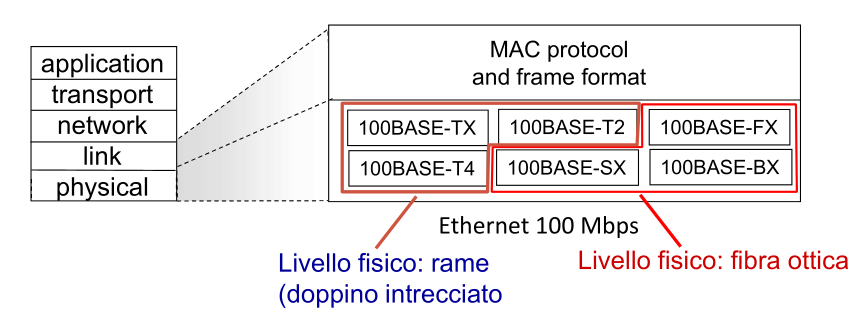 application
transport
network
link
physical
MAC protocol
and frame format
100BASE-TX
100BASE-T2
100BASE-FX
100BASE-T4
100BASE-SX
100BASE-BX
Ethernet 100 Mbps
Livello fisico: rame
(doppino intrecciato
Livello fisico: fibra ottica